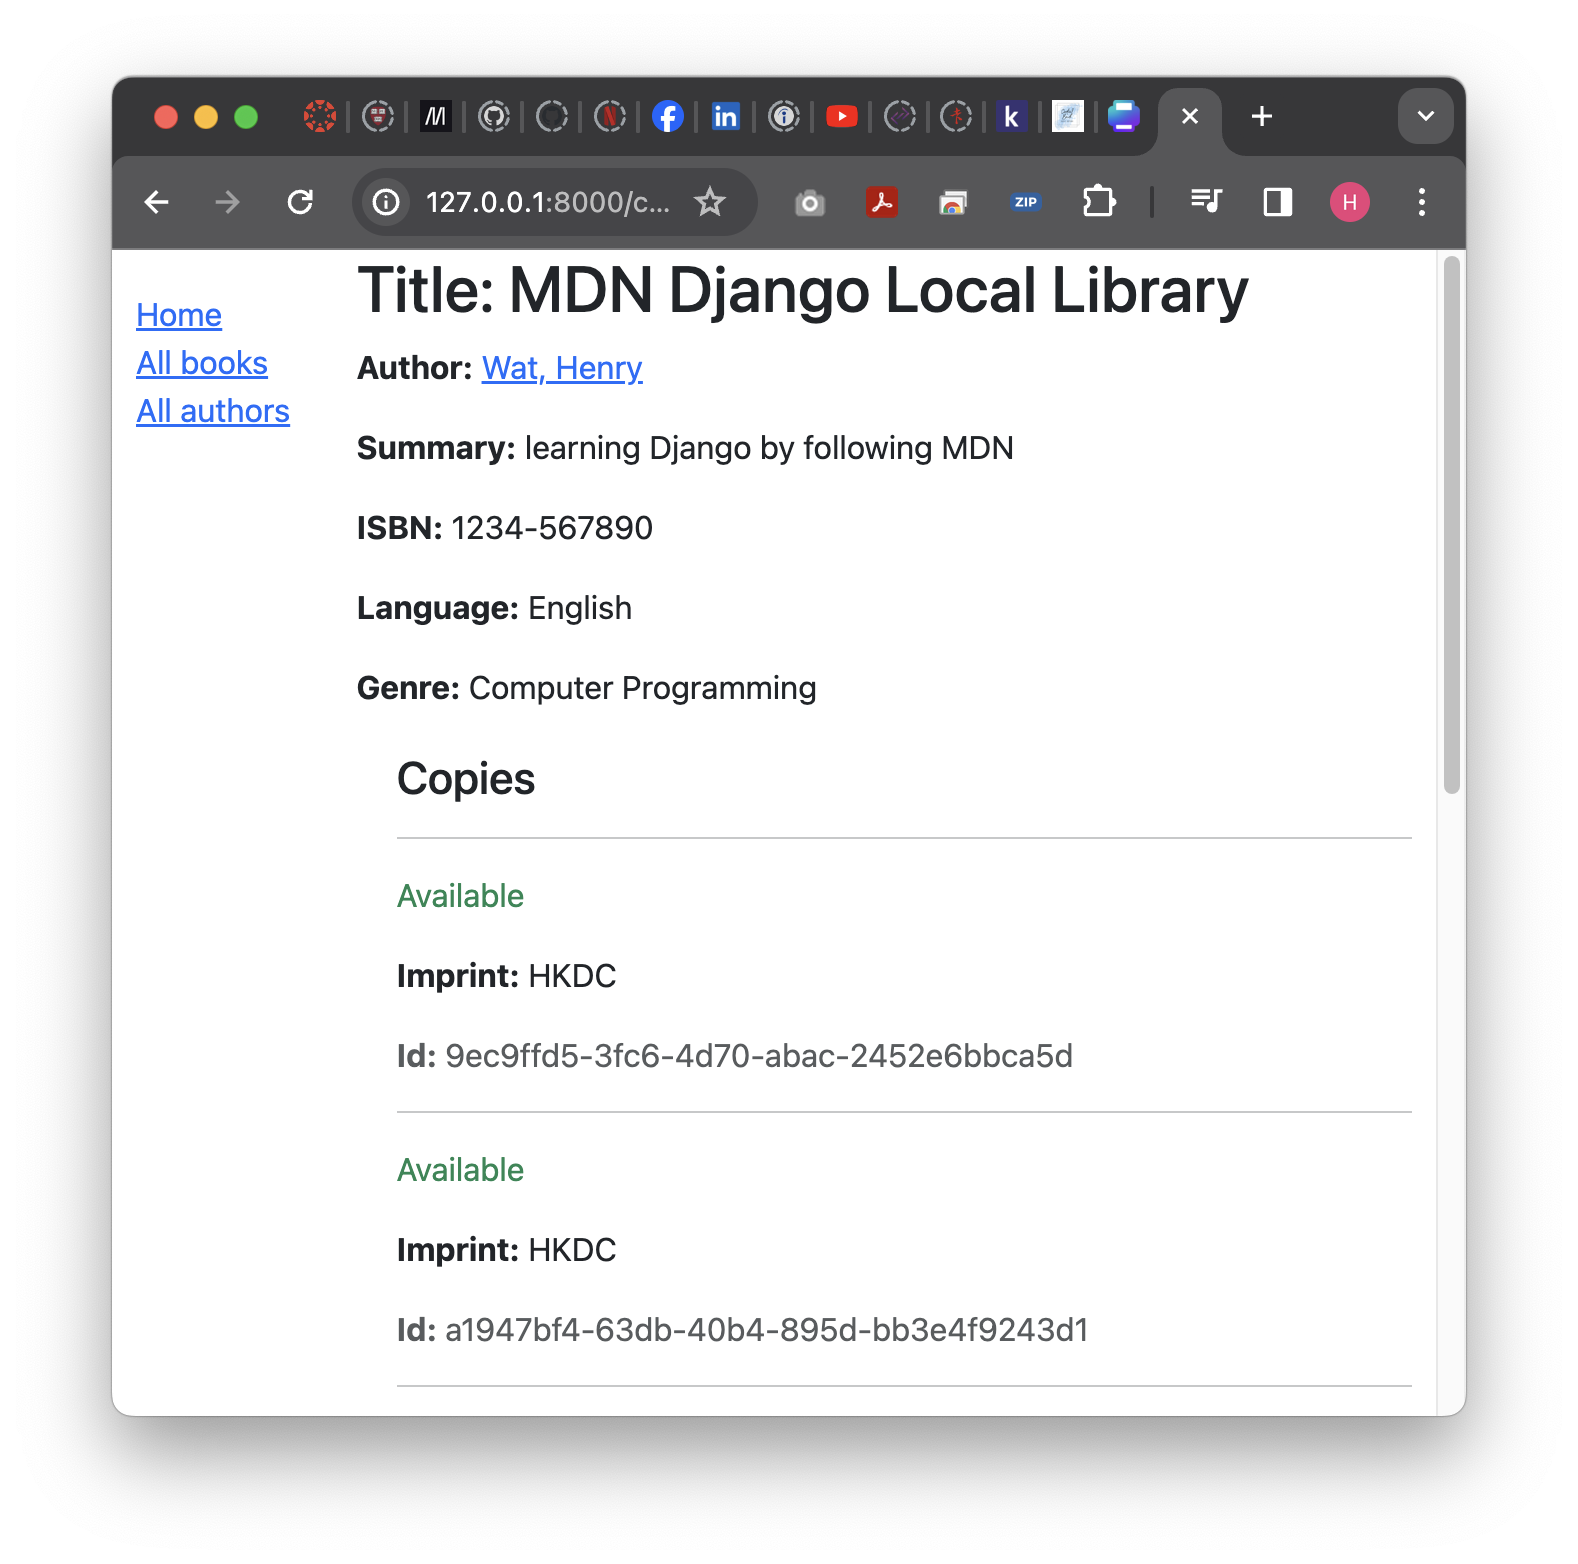 127.0.0.1:8000/c...
ZIP
H
Home
All books
All authors
Title: MDN Django Local Library
Author: Wat, Henry
Summary: learning Django by following MDN
ISBN: 1234-567890
Language: English
Genre: Computer Programming
Copies
Available
Imprint: HKDC
Id: 9ec9ffd5-3fc6-4d70-abac-2452e6bbca5d
Available
Imprint: HKDC
Id: a1947bf4-63db-40b4-895d-bb3e4f9243d1